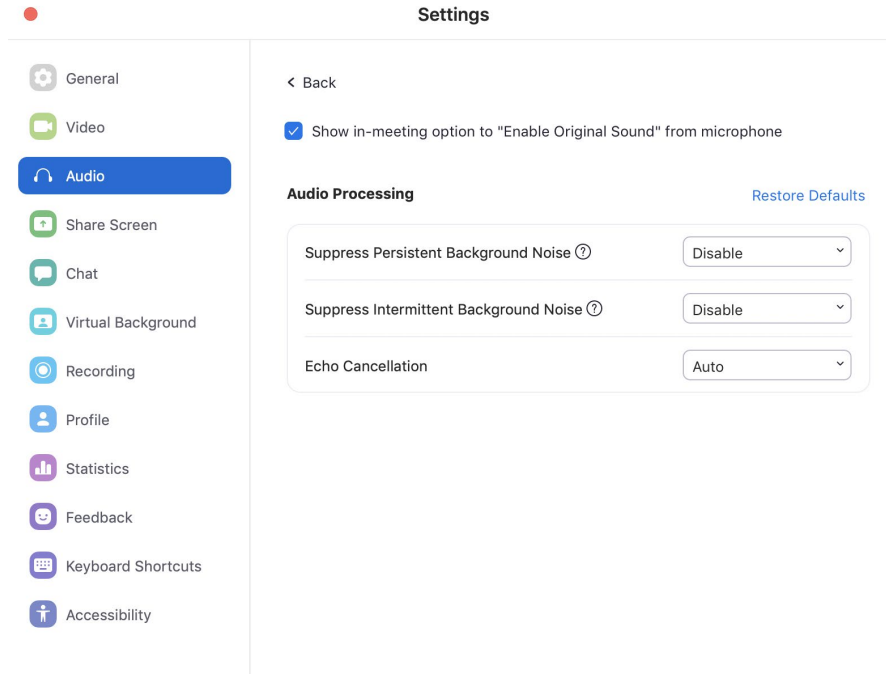 Settings
General
Video
Audio
Share Screen
Chat
Virtual Background
Recording
Profile
Statistics
Feedback
Keyboard Shortcuts
Accessibility
Back
Show in-meeting option to "Enable Original Sound" from microphone
Audio Processing
Restore Defaults
Suppress Persistent Background Noise ?
Disable
Suppress Intermittent Background Noise ?
Disable
Echo Cancellation
Auto